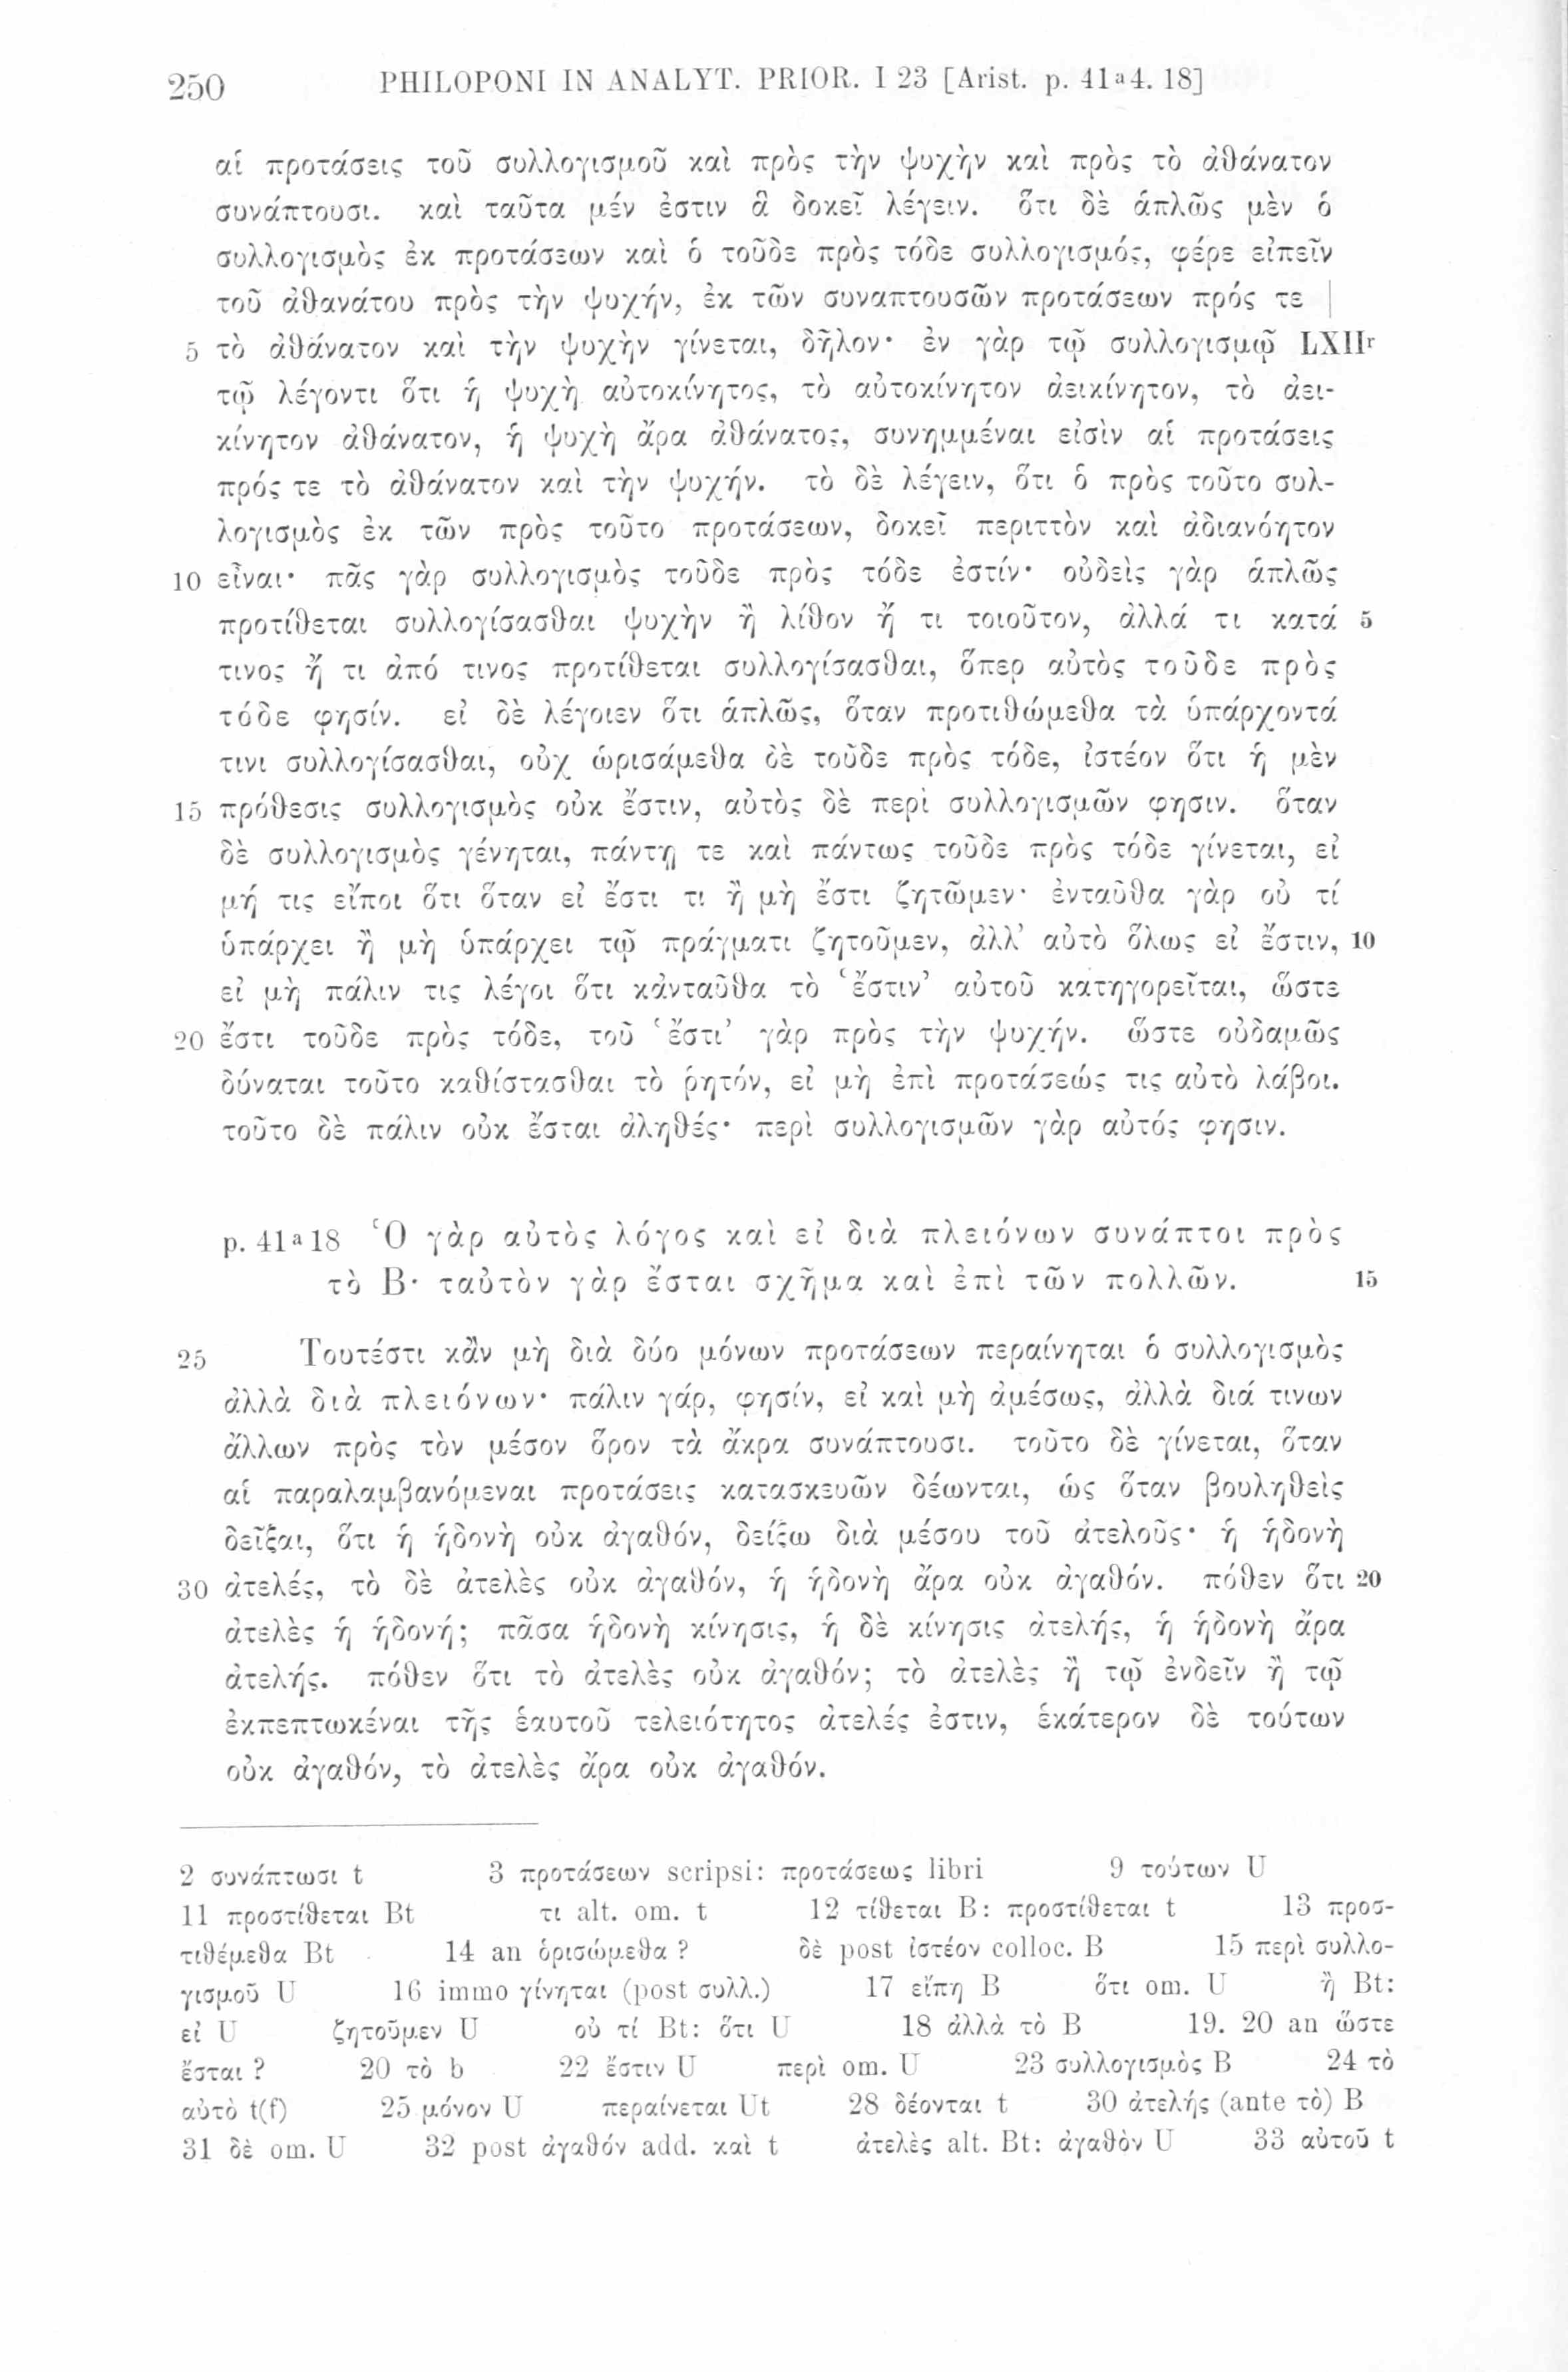 250 PHILOPONI IN ANALYT. PRIOR. I 23 [Arist. p. 41ª4. 18]
αἱ προτάσεις τοῦ συλλογισμοῦ καὶ πρὸς τὴν ψυχὴν καὶ πρὸς τὸ ἀθάνατον
συνάπτουσι. καὶ ταῦτα μέν ἐστιν ἃ δοκεῖ λέγειν. ὅτι δὲ ἁπλῶς μὲν ὁ
συλλογισμὸς ἐκ προτάσεων καὶ ὁ τοῦδε πρὸς τόδε συλλογισμός, φέρε εἰπεῖν
τοῦ ἀθανάτου πρὸς τὴν ψυχήν, ἐκ τῶν συναπτουσῶν προτάσεων πρός τε |
5 τὸ ἀθάνατον καὶ τὴν ψυχὴν γίνεται, δῆλον· ἐν γὰρ τῷ συλλογισμῷ LXIIʳ
τῷ λέγοντι ὅτι ἡ ψυχὴ αὐτοκίνητος, τὸ αὐτοκίνητον ἀεικίνητον, τὸ ἀει-
κίνητον ἀθάνατον, ἡ ψυχὴ ἄρα ἀθάνατος, συνημμέναι εἰσὶν αἱ προτάσεις
πρός τε τὸ ἀθάνατον καὶ τὴν ψυχήν. τὸ δὲ λέγειν, ὅτι ὁ πρὸς τοῦτο συλ-
λογισμὸς ἐκ τῶν πρὸς τοῦτο προτάσεων, δοκεῖ περιττὸν καὶ ἀδιανόητον
10 εἶναι· πᾶς γὰρ συλλογισμὸς τοῦδε πρὸς τόδε ἐστίν· οὐδεὶς γὰρ ἁπλῶς
προτίθεται συλλογίσασθαι ψυχὴν ἢ λίθον ἤ τι τοιοῦτον, ἀλλά τι κατά 5
τινος ἤ τι ἀπό τινος προτίθεται συλλογίσασθαι, ὅπερ αὐτὸς τοῦδε πρὸς
τόδε φησίν. εἰ δὲ λέγοιεν ὅτι ἁπλῶς, ὅταν προτιθώμεθα τὰ ὑπάρχοντά
τινι συλλογίσασθαι, οὐχ ὡρισάμεθα δὲ τοῦδε πρὸς τόδε, ἰστέον ὅτι ἡ μὲν
15 πρόθεσις συλλογισμὸς οὐκ ἔστιν, αὐτὸς δὲ περὶ συλλογισμῶν φησιν. ὅταν
δὲ συλλογισμὸς γένηται, πάντῃ τε καὶ πάντως τοῦδε πρὸς τόδε γίνεται, εἰ
μή τις εἴποι ὅτι ὅταν εἰ ἔστι τι ἢ μὴ ἔστι ζητῶμεν· ἐνταῦθα γὰρ οὐ τί
ὑπάρχει ἢ μὴ ὑπάρχει τῷ πράγματι ζητοῦμεν, ἀλλ’ αὐτὸ ὅλως εἰ ἔστιν, 10
εἰ μὴ πάλιν τις λέγοι ὅτι κἀνταῦθα τὸ ‘ἔστιν’ αὐτοῦ κατηγορεῖται, ὥστε
20 ἔστι τοῦδε πρὸς τόδε, τοῦ ‘ἔστι’ γὰρ πρὸς τὴν ψυχήν. ὥστε οὐδαμῶς
δύναται τοῦτο καθίστασθαι τὸ ῥητόν, εἰ μὴ ἐπὶ προτάσεώς τις αὐτὸ λάβοι.
τοῦτο δὲ πάλιν οὐκ ἔσται ἀληθές· περὶ συλλογισμῶν γὰρ αὐτός φησιν.
p. 41ª18 Ὁ γὰρ αὐτὸς λόγος καὶ εἰ διὰ πλειόνων συνάπτοι πρὸς
τὸ Β· ταὐτὸν γὰρ ἔσται σχῆμα καὶ ἐπὶ τῶν πολλῶν. 15
25 Τουτέστι κἂν μὴ διὰ δύο μόνων προτάσεων περαίνηται ὁ συλλογισμὸς
ἀλλὰ διὰ πλειόνων· πάλιν γάρ, φησίν, εἰ καὶ μὴ ἀμέσως, ἀλλὰ διά τινων
ἄλλων πρὸς τὸν μέσον ὅρον τὰ ἄκρα συνάπτουσι. τοῦτο δὲ γίνεται, ὅταν
αἱ παραλαμβανόμεναι προτάσεις κατασκευῶν δέωνται, ὡς ὅταν βουληθεὶς
δεῖξαι, ὅτι ἡ ἡδονὴ οὐκ ἀγαθόν, δείξω διὰ μέσου τοῦ ἀτελοῦς· ἡ ἡδονὴ
30 ἀτελές, τὸ δὲ ἀτελὲς οὐκ ἀγαθόν, ἡ ἡδονὴ ἄρα οὐκ ἀγαθόν. πόθεν ὅτι 20
ἀτελὲς ἡ ἡδονή; πᾶσα ἡδονὴ κίνησις, ἡ δὲ κίνησις ἀτελής, ἡ ἡδονὴ ἄρα
ἀτελής. πόθεν ὅτι τὸ ἀτελὲς οὐκ ἀγαθόν; τὸ ἀτελὲς ἢ τῷ ἐνδεῖν ἢ τῷ
ἐκπεπτωκέναι τῆς ἑαυτοῦ τελειότητος ἀτελές ἐστιν, ἑκάτερον δὲ τούτων
οὐκ ἀγαθόν, τὸ ἀτελὲς ἄρα οὐκ ἀγαθόν.
2 συνάπτωσι t 3 προτάσεων scripsi: προτάσεως libri 9 τούτων U
11 προστίθεται Bt τι alt. om. t 12 τίθεται B: προστίθεται t 13 προσ-
τιθέμεθα Bt 14 an ὁρισώμεθα ? δὲ post ἰστέον colloc. B 15 περὶ συλλο-
γισμοῦ U 16 immo γίνηται (post συλλ.) 17 εἴπη B ὅτι om. U ἢ Bt:
εἰ U ζητοῦμεν U οὐ τί Bt: ὅτι U 18 ἀλλὰ τὸ B 19. 20 an ὥστε
ἔσται ? 20 τὸ b 22 ἔστιν U περὶ om. U 23 συλλογισμὸς B 24 τὸ
αὐτὸ t(f) 25 μόνον U περαίνεται Ut 28 δέονται t 30 ἀτελής (ante τὸ) B
31 δὲ om. U 32 post ἀγαθόν add. καὶ t ἀτελὲς alt. Bt: ἀγαθὸν U 33 αὐτοῦ t